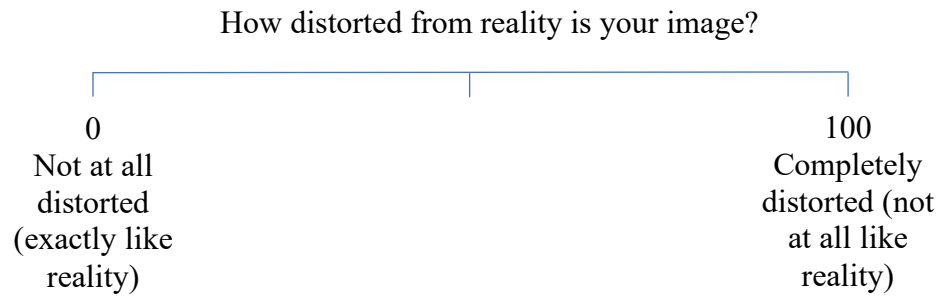 How distorted from reality is your image?
0
Not at all
distorted
(exactly like
reality)
100
Completely
distorted (not
at all like
reality)